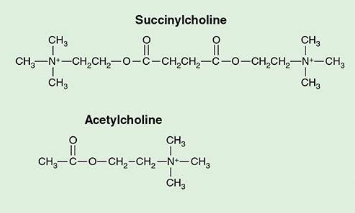 Succinylcholine
CH₃ O O CH₃
CH₃—N⁺—CH₂CH₂—O—C—CH₂CH₂—C—O—CH₂CH₂—N⁺—CH₃
CH₃ CH₃
Acetylcholine
O CH₃
CH₃—C—O—CH₂—CH₂—N⁺—CH₃
CH₃